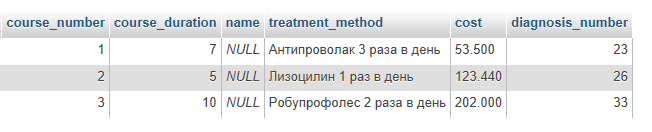 course_number course_duration name treatment_method cost diagnosis_number
1 7 NULL Антипроволак 3 раза в день 53.500 23
2 5 NULL Лизоцилин 1 раз в день 123.440 26
3 10 NULL Робупрофолес 2 раза в день 202.000 33